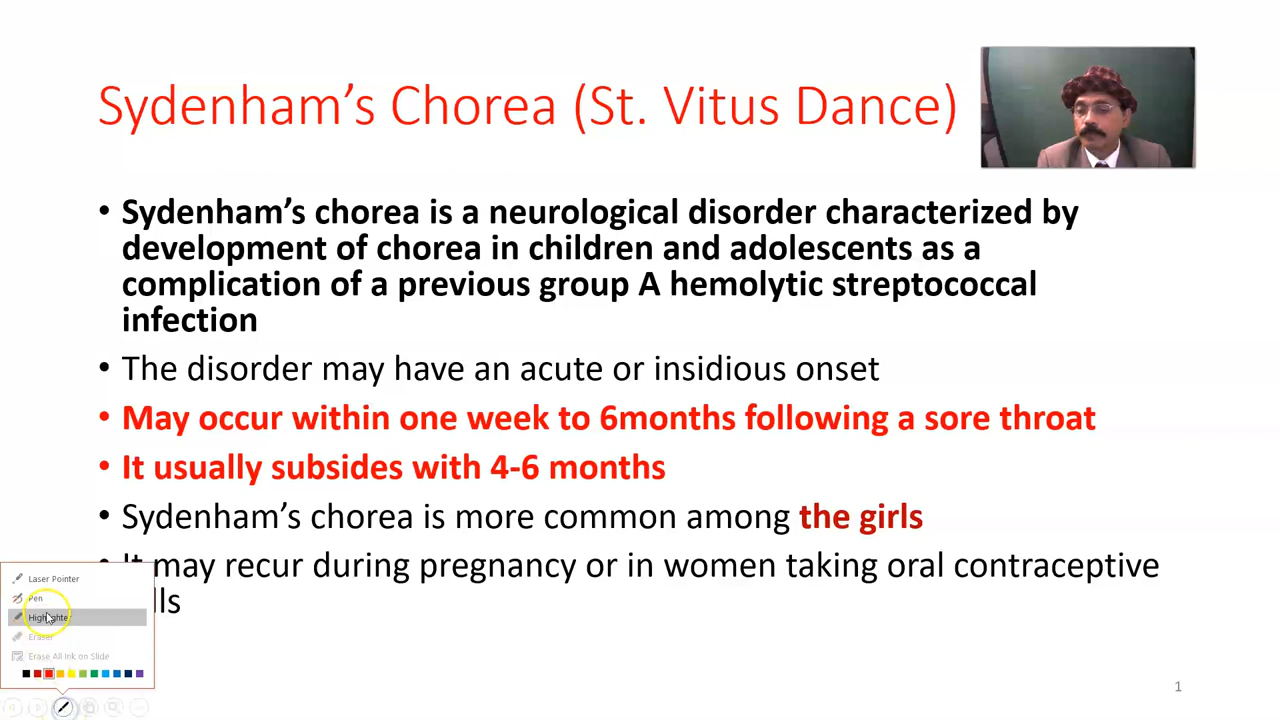 Sydenham’s Chorea (St. Vitus Dance)
• Sydenham’s chorea is a neurological disorder characterized by
development of chorea in children and adolescents as a
complication of a previous group A hemolytic streptococcal
infection
• The disorder may have an acute or insidious onset
• May occur within one week to 6months following a sore throat
• It usually subsides with 4-6 months
• Sydenham’s chorea is more common among the girls
• It may recur during pregnancy or in women taking oral contraceptive
Laser Pointer
Pen
Highlighter
Eraser
Erase All Ink on Slide
1